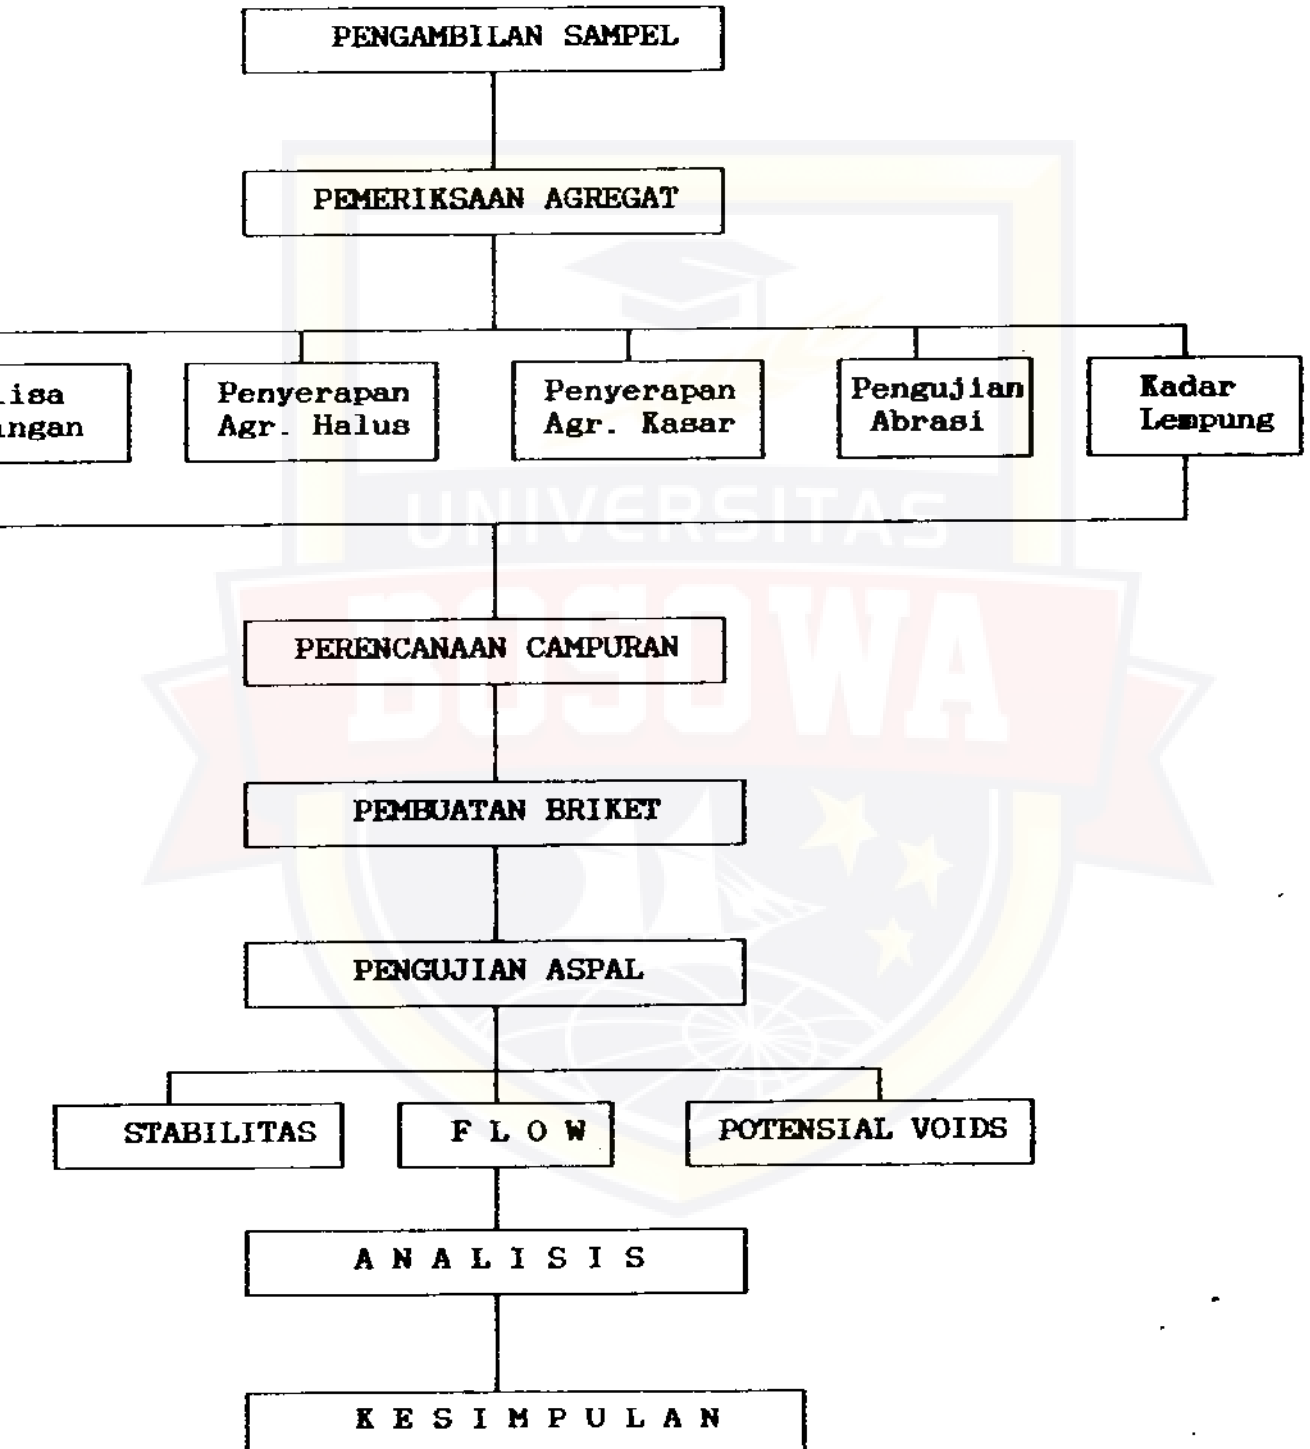 PENGAMBILAN SAMPEL
PEMERIKSAAN AGREGAT
Penyerapan
Agr. Halus
Penyerapan
Agr. Kasar
Pengujian
Abrasi
Kadar
Lempung
UNIVERSITAS
BOSOWA
PERENCANAAN CAMPURAN
PEMBUATAN BRIKET
PENGUJIAN ASPAL
STABILITAS
F L O W
POTENSIAL VOIDS
A N A L I S I S
K E S I M P U L A N